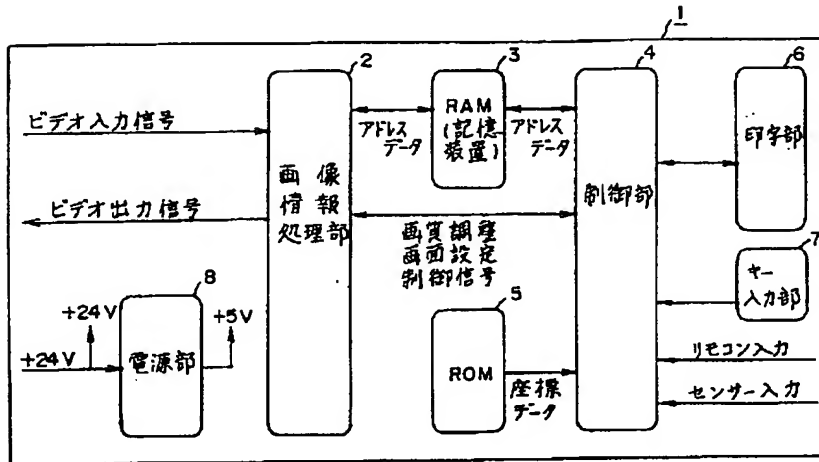 1
2
3
4
6
ビデオ入力信号
ビデオ出力信号
画像
情報
処理部
アドレス
データ
RAM
(記憶
装置)
アドレス
データ
制御部
印字部
画質調整
画面設定
制御信号
7
キー
入力部
8
+24V
+5V
+24V
電源部
5
ROM
座標
データ
リモコン入力
センサー入力